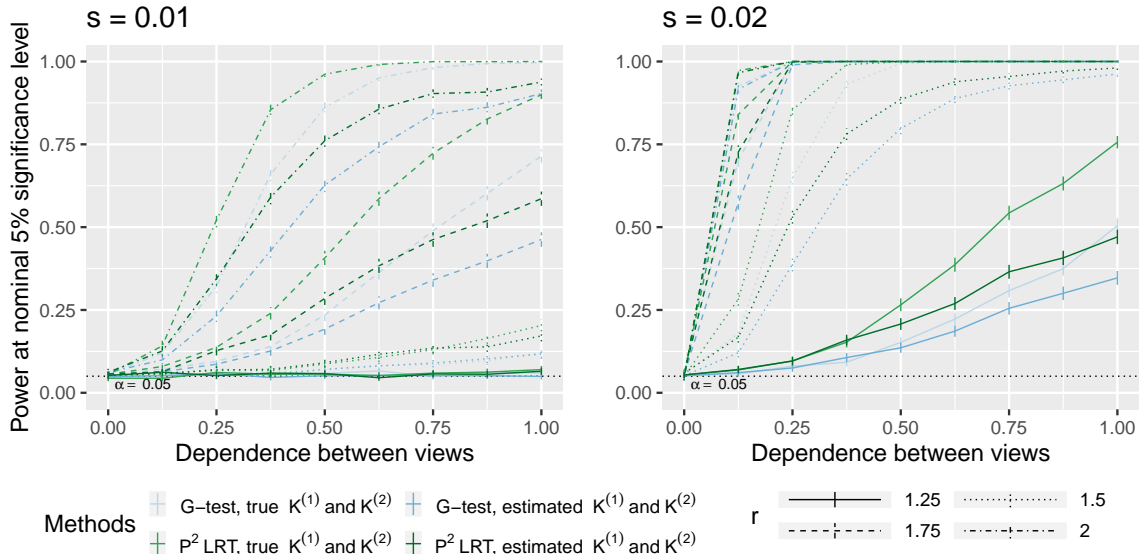 s = 0.01
s = 0.02
Power at nominal 5% significance level
1.00
0.75
0.50
0.25
0.00
α = 0.05
0.00 0.25 0.50 0.75 1.00
Dependence between views
1.00
0.75
0.50
0.25
0.00
α = 0.05
0.00 0.25 0.50 0.75 1.00
Dependence between views
Methods
G−test, true K⁽¹⁾ and K⁽²⁾
G−test, estimated K⁽¹⁾ and K⁽²⁾
P² LRT, true K⁽¹⁾ and K⁽²⁾
P² LRT, estimated K⁽¹⁾ and K⁽²⁾
r
1.25
1.5
1.75
2